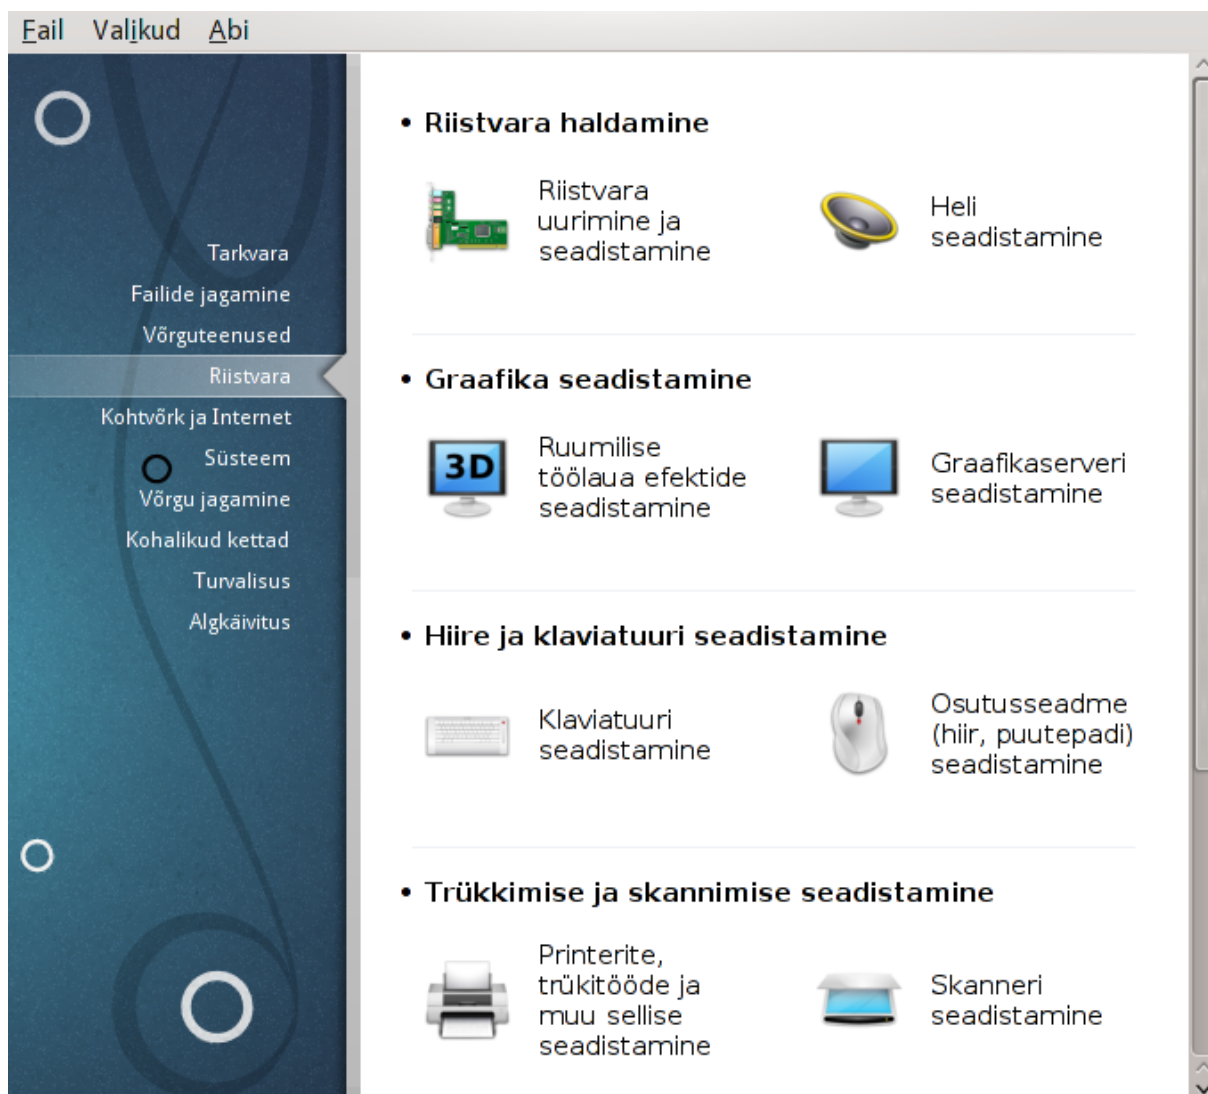 Fail Valikud Abi
Tarkvara
Failide jagamine
Võrguteenused
Riistvara
Kohtvõrk ja Internet
Süsteem
Võrgu jagamine
Kohalikud kettad
Turvalisus
Algkäivitus
• Riistvara haldamine
Riistvara
uurimine ja
seadistamine
Heli
seadistamine
• Graafika seadistamine
3D
Ruumilise
töölaua efektide
seadistamine
Graafikaserveri
seadistamine
• Hiire ja klaviatuuri seadistamine
Klaviatuuri
seadistamine
Osutusseadme
(hiir, puutepadi)
seadistamine
• Trükkimise ja skannimise seadistamine
Printerite,
trükitööde ja
muu sellise
seadistamine
Skanneri
seadistamine